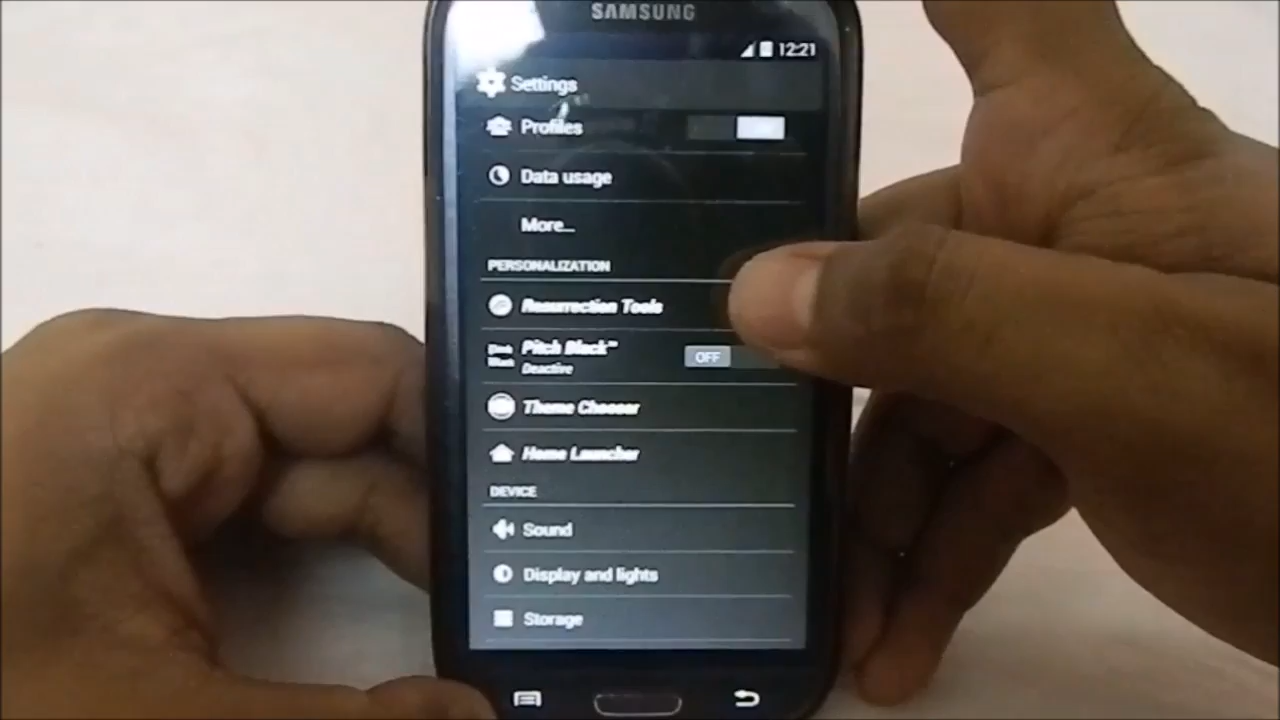 SAMSUNG
12:21
Settings
Profiles
Data usage
More...
PERSONALIZATION
Resurrection Tools
Pitch Black™
Deactive
OFF
Theme Chooser
Home Launcher
DEVICE
Sound
Display and lights
Storage